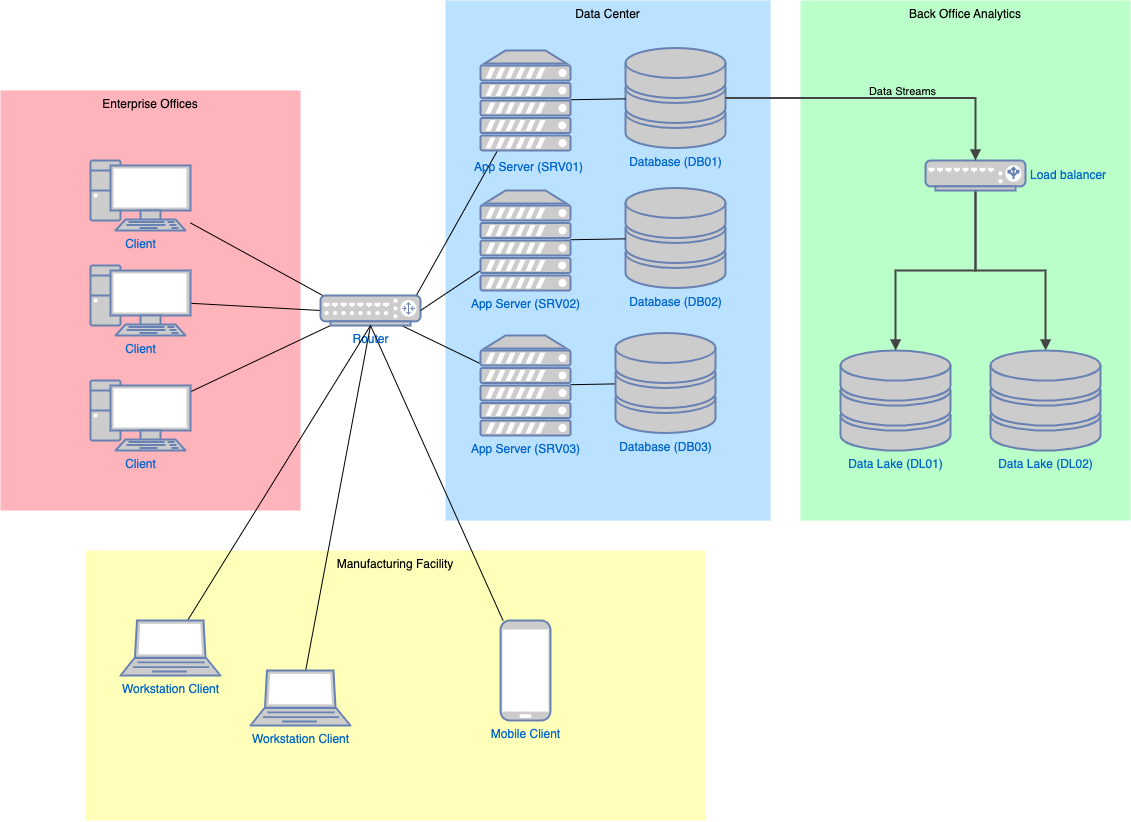 Data Center
Back Office Analytics
Enterprise Offices
Data Streams
App Server (SRV01)
Database (DB01)
Load balancer
Client
App Server (SRV02)
Database (DB02)
Router
Client
App Server (SRV03)
Database (DB03)
Client
Data Lake (DL01)
Data Lake (DL02)
Manufacturing Facility
Workstation Client
Workstation Client
Mobile Client